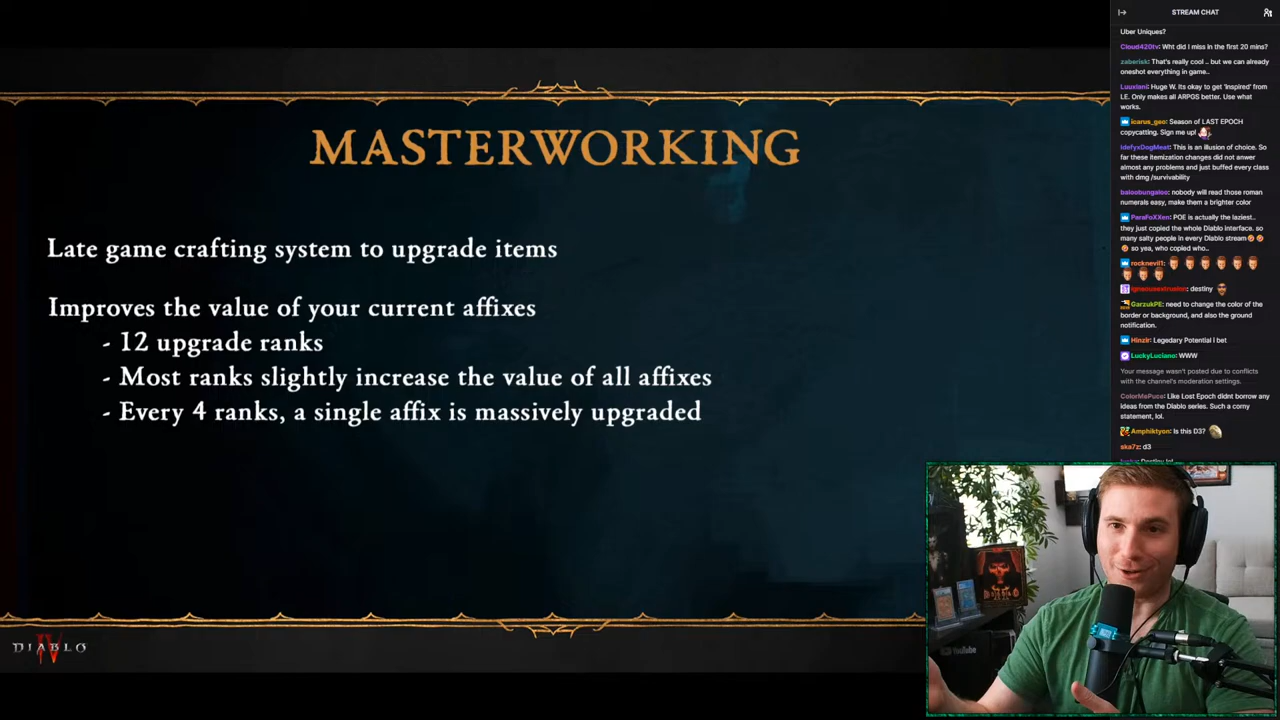 MASTERWORKING
Late game crafting system to upgrade items
Improves the value of your current affixes
- 12 upgrade ranks
- Most ranks slightly increase the value of all affixes
- Every 4 ranks, a single affix is massively upgraded
DIABLO
IV
STREAM CHAT
Uber Uniques?
Cloud420tv: Wht did I miss in the first 20 mins?
zaberisk: That's really cool .. but we can already
oneshot everything in game..
Luuxiani: Huge W. Its okay to get 'inspired' from
LE. Only makes all ARPGS better. Use what
works.
icarus_geo: Season of LAST EPOCH
copycatting. Sign me up!
IdefyxDogMeat: This is an illusion of choice. So
far these itemization changes did not anwer
almost any problems and just buffed every class
with dmg /survivability
baloobungaloo: nobody will read those roman
numerals easy, make them a brighter color
ParaFoXXen: POE is actually the laziest..
they just copied the whole Diablo interface. so
many salty people in every Diablo stream
so yea, who copied who..
rocknevil1:
destiny
GarzukPE: need to change the color of the
border or background, and also the ground
notification.
Hinzir: Legedary Potential i bet
LuckyLuciano: WWW
Your message wasn't posted due to conflicts
with the channel's moderation settings.
ColorMePuce: Like Lost Epoch didnt borrow any
ideas from the Diablo series. Such a corny
statement, lol.
Amphiktyon: Is this D3?
ska7z: d3
YouTube